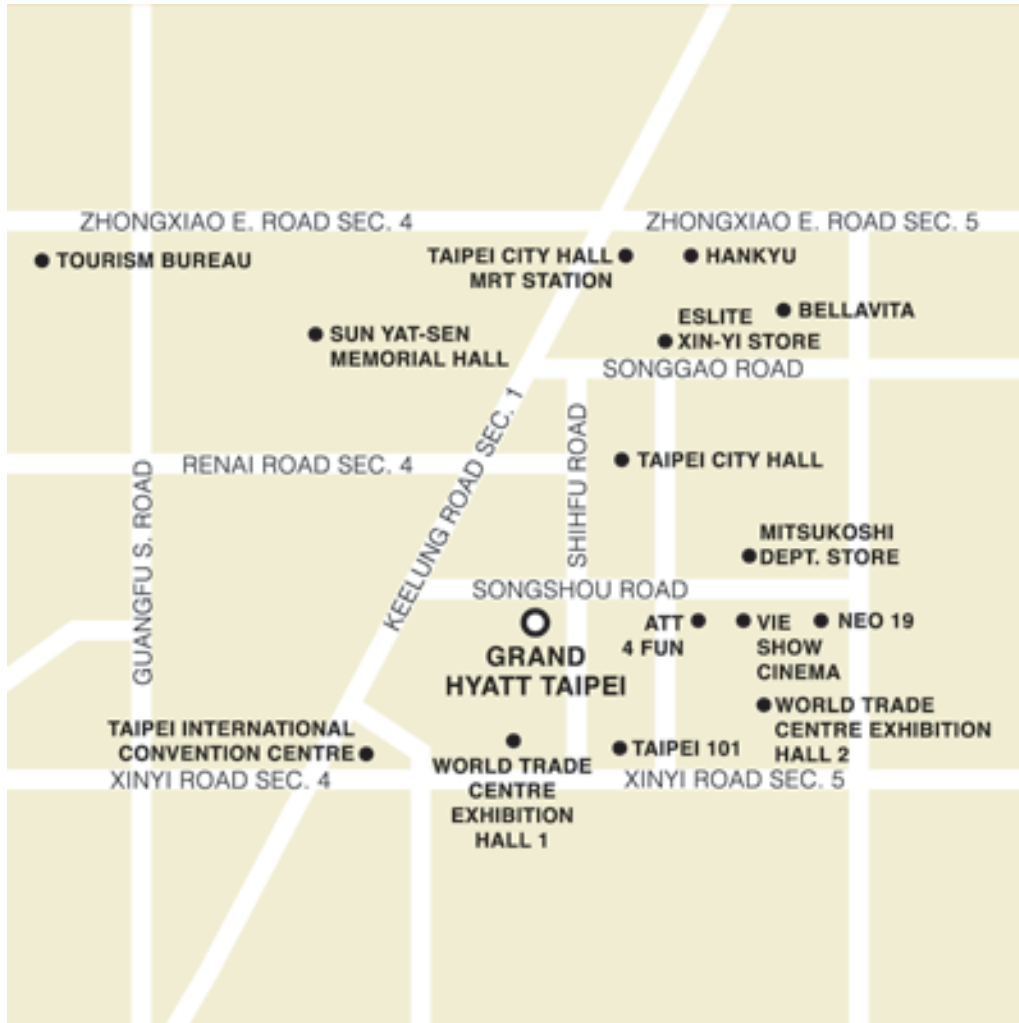 ZHONGXIAO E. ROAD SEC. 4
ZHONGXIAO E. ROAD SEC. 5
TOURISM BUREAU
TAIPEI CITY HALL
MRT STATION
HANKYU
SUN YAT-SEN
MEMORIAL HALL
ESLITE
XIN-YI STORE
BELLAVITA
SONGGAO ROAD
KEELUNG ROAD SEC. 1
SHIHFU ROAD
RENAI ROAD SEC. 4
TAIPEI CITY HALL
GUANGFU S. ROAD
MITSUKOSHI
DEPT. STORE
SONGSHOU ROAD
GRAND
HYATT TAIPEI
ATT
4 FUN
VIE
SHOW
CINEMA
NEO 19
WORLD TRADE
CENTRE EXHIBITION
HALL 2
TAIPEI INTERNATIONAL
CONVENTION CENTRE
WORLD TRADE
CENTRE
EXHIBITION
HALL 1
TAIPEI 101
XINYI ROAD SEC. 4
XINYI ROAD SEC. 5